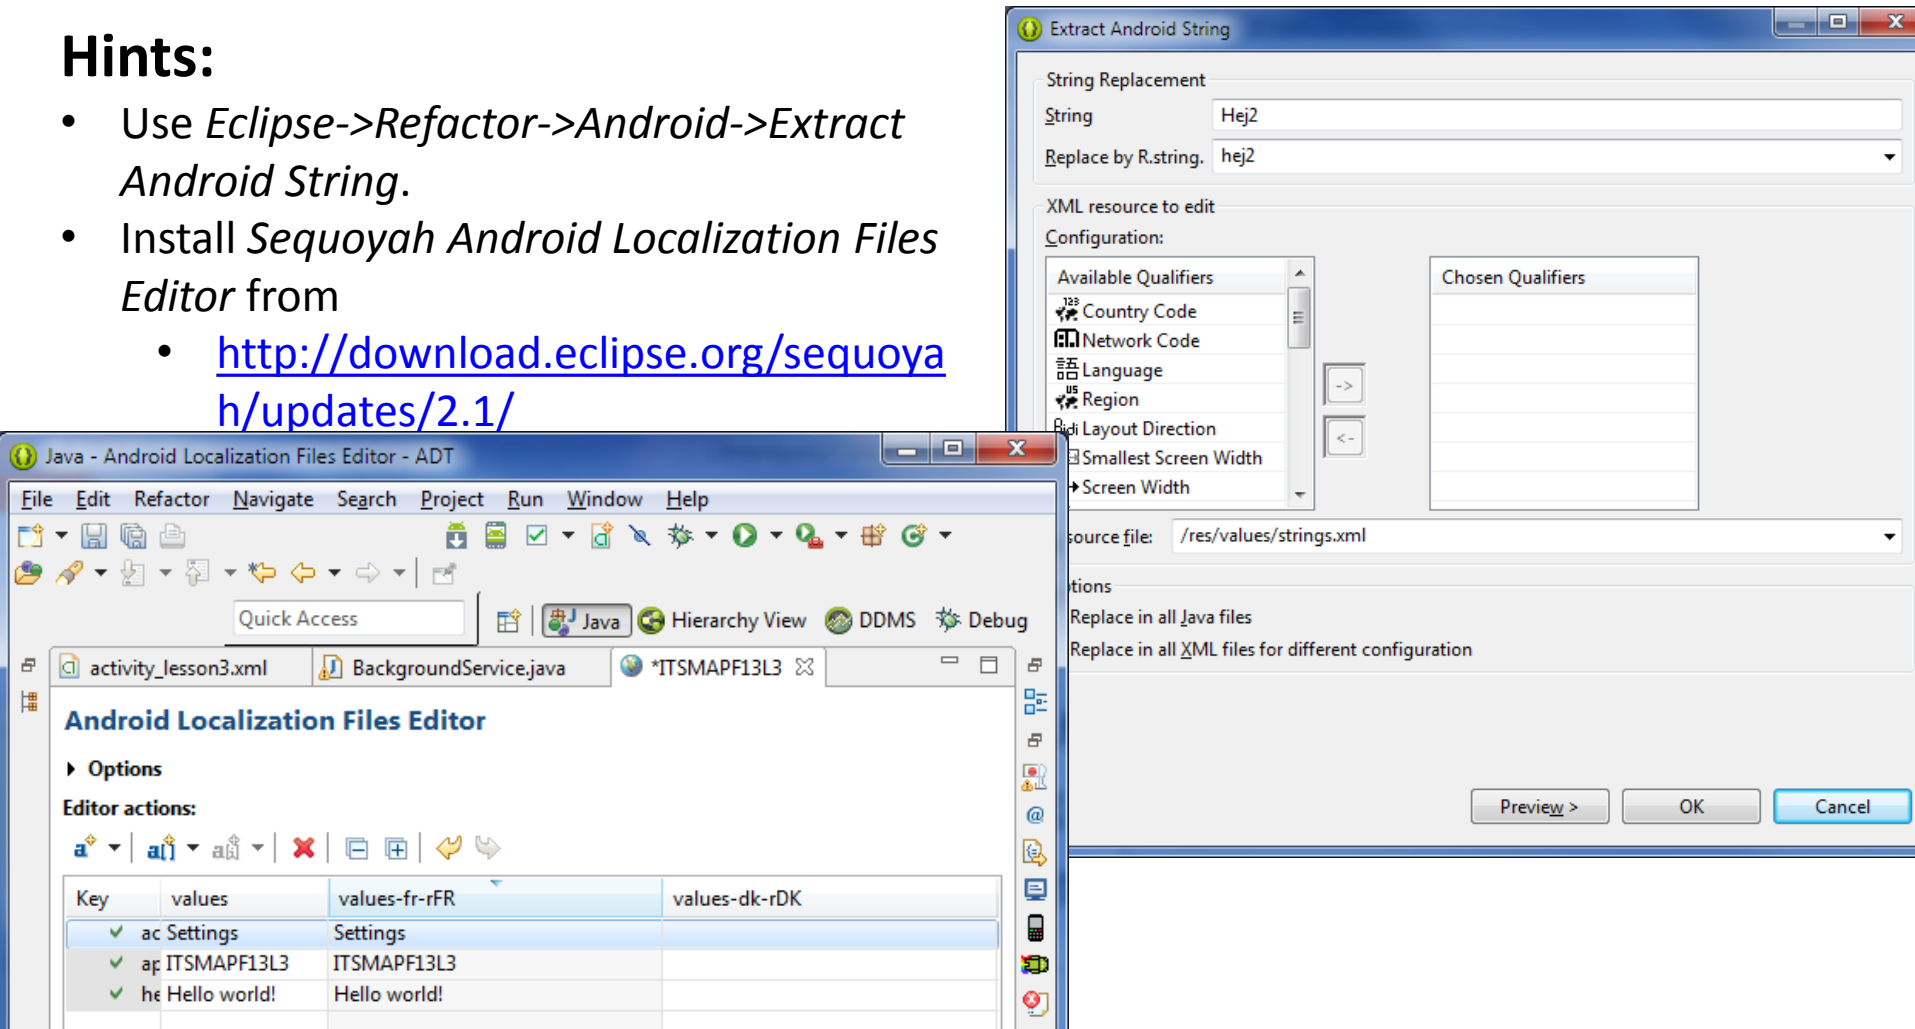 Hints:
• Use Eclipse->Refactor->Android->Extract
Android String.
• Install Sequoyah Android Localization Files
Editor from
• http://download.eclipse.org/sequoya
h/updates/2.1/
Extract Android String
String Replacement
String Hej2
Replace by R.string. hej2
XML resource to edit
Configuration:
Available Qualifiers Chosen Qualifiers
Country Code
Network Code
Language
Region
Layout Direction
Smallest Screen Width
Screen Width
->
<-
source file: /res/values/strings.xml
tions
Replace in all Java files
Replace in all XML files for different configuration
Preview > OK Cancel
Java - Android Localization Files Editor - ADT
File Edit Refactor Navigate Search Project Run Window Help
Quick Access Java Hierarchy View DDMS Debug
activity_lesson3.xml BackgroundService.java *ITSMAPF13L3
Android Localization Files Editor
Options
Editor actions:
Key values values-fr-rFR values-dk-rDK
ac Settings Settings
ap ITSMAPF13L3 ITSMAPF13L3
he Hello world! Hello world!